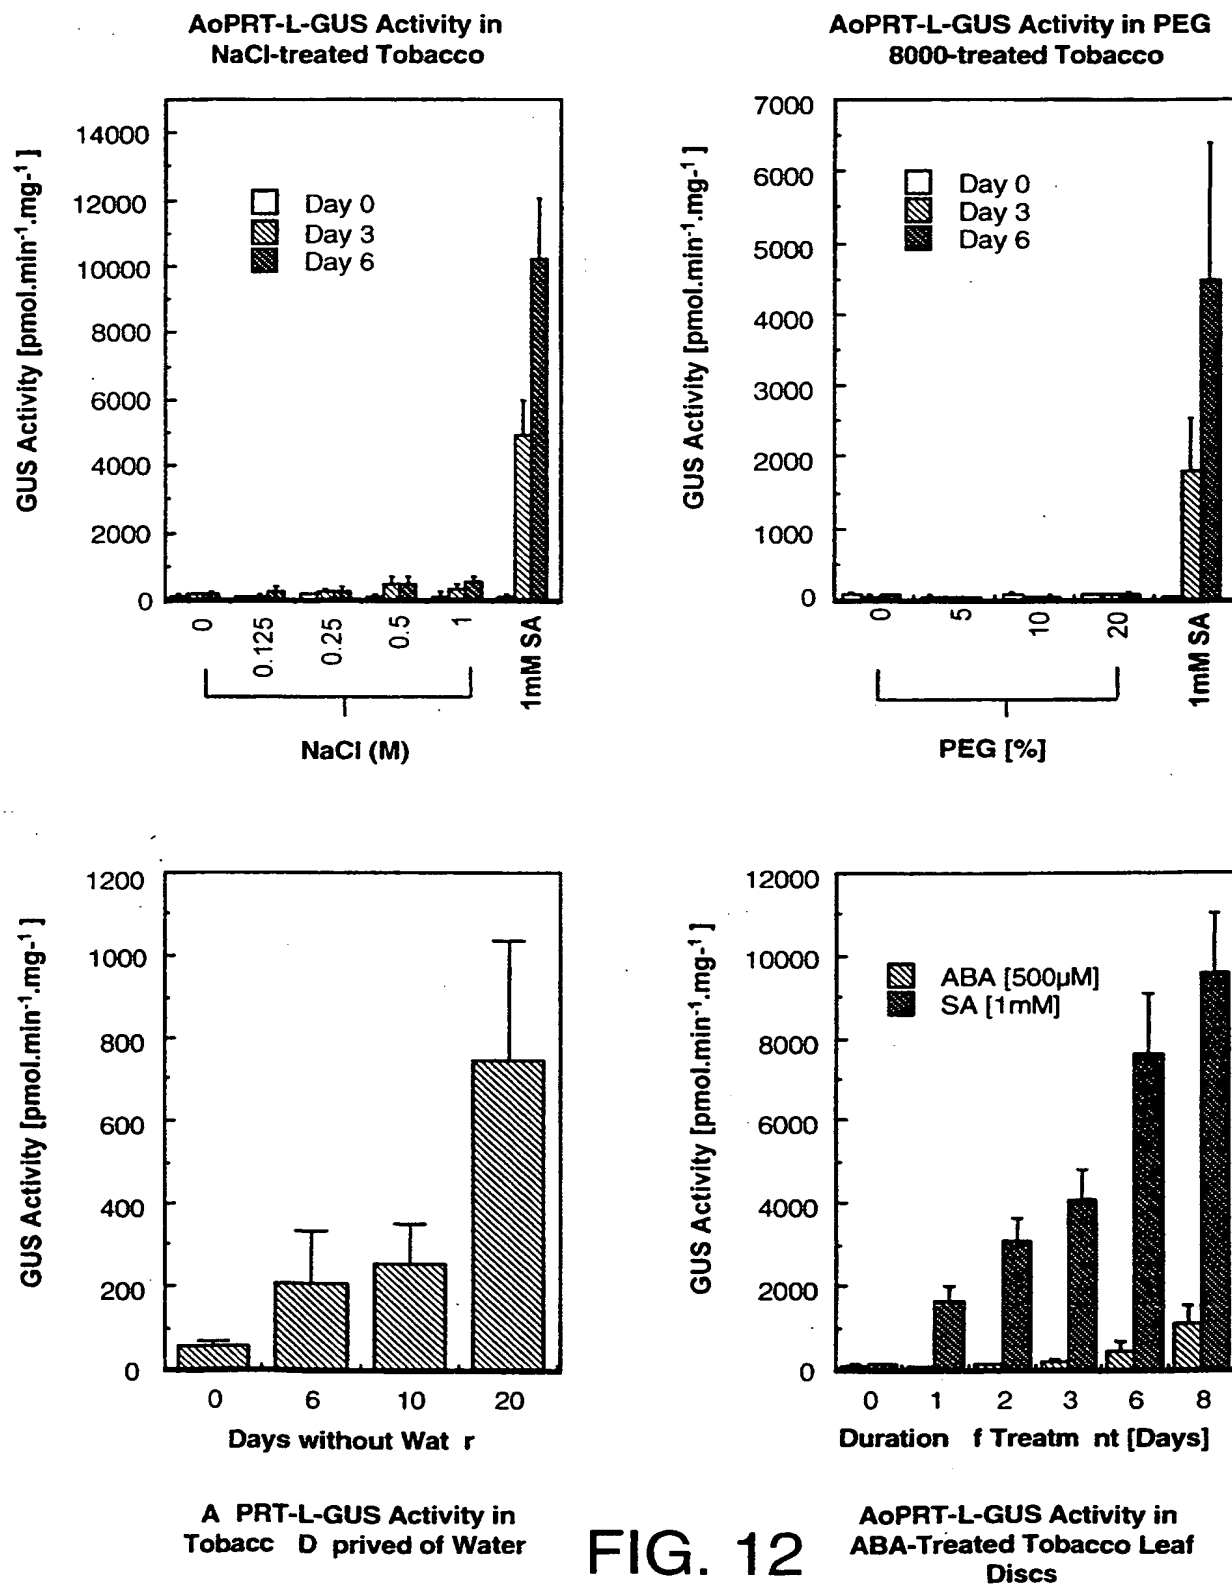 AoPRT-L-GUS Activity in
NaCl-treated Tobacco
GUS Activity [pmol.min-1.mg-1 ]
14000
12000
10000
8000
6000
4000
2000
0
Day 0
Day 3
Day 6
0
0.125
0.25
0.5
1
1mM SA
NaCl (M)
AoPRT-L-GUS Activity in PEG
8000-treated Tobacco
GUS Activity [pmol.min-1.mg-1 ]
7000
6000
5000
4000
3000
2000
1000
0
Day 0
Day 3
Day 6
0
5
10
20
1mM SA
PEG [%]
GUS Activity [pmol.min-1.mg-1 ]
1200
1000
800
600
400
200
0
0 6 10 20
Days without Wat r
A PRT-L-GUS Activity in
Tobacc D prived of Water
GUS Activity [pmol.min-1.mg-1 ]
12000
10000
8000
6000
4000
2000
0
ABA [500µM]
SA [1mM]
0 1 2 3 6 8
Duration f Treatm nt [Days]
AoPRT-L-GUS Activity in
ABA-Treated Tobacco Leaf
Discs
FIG. 12